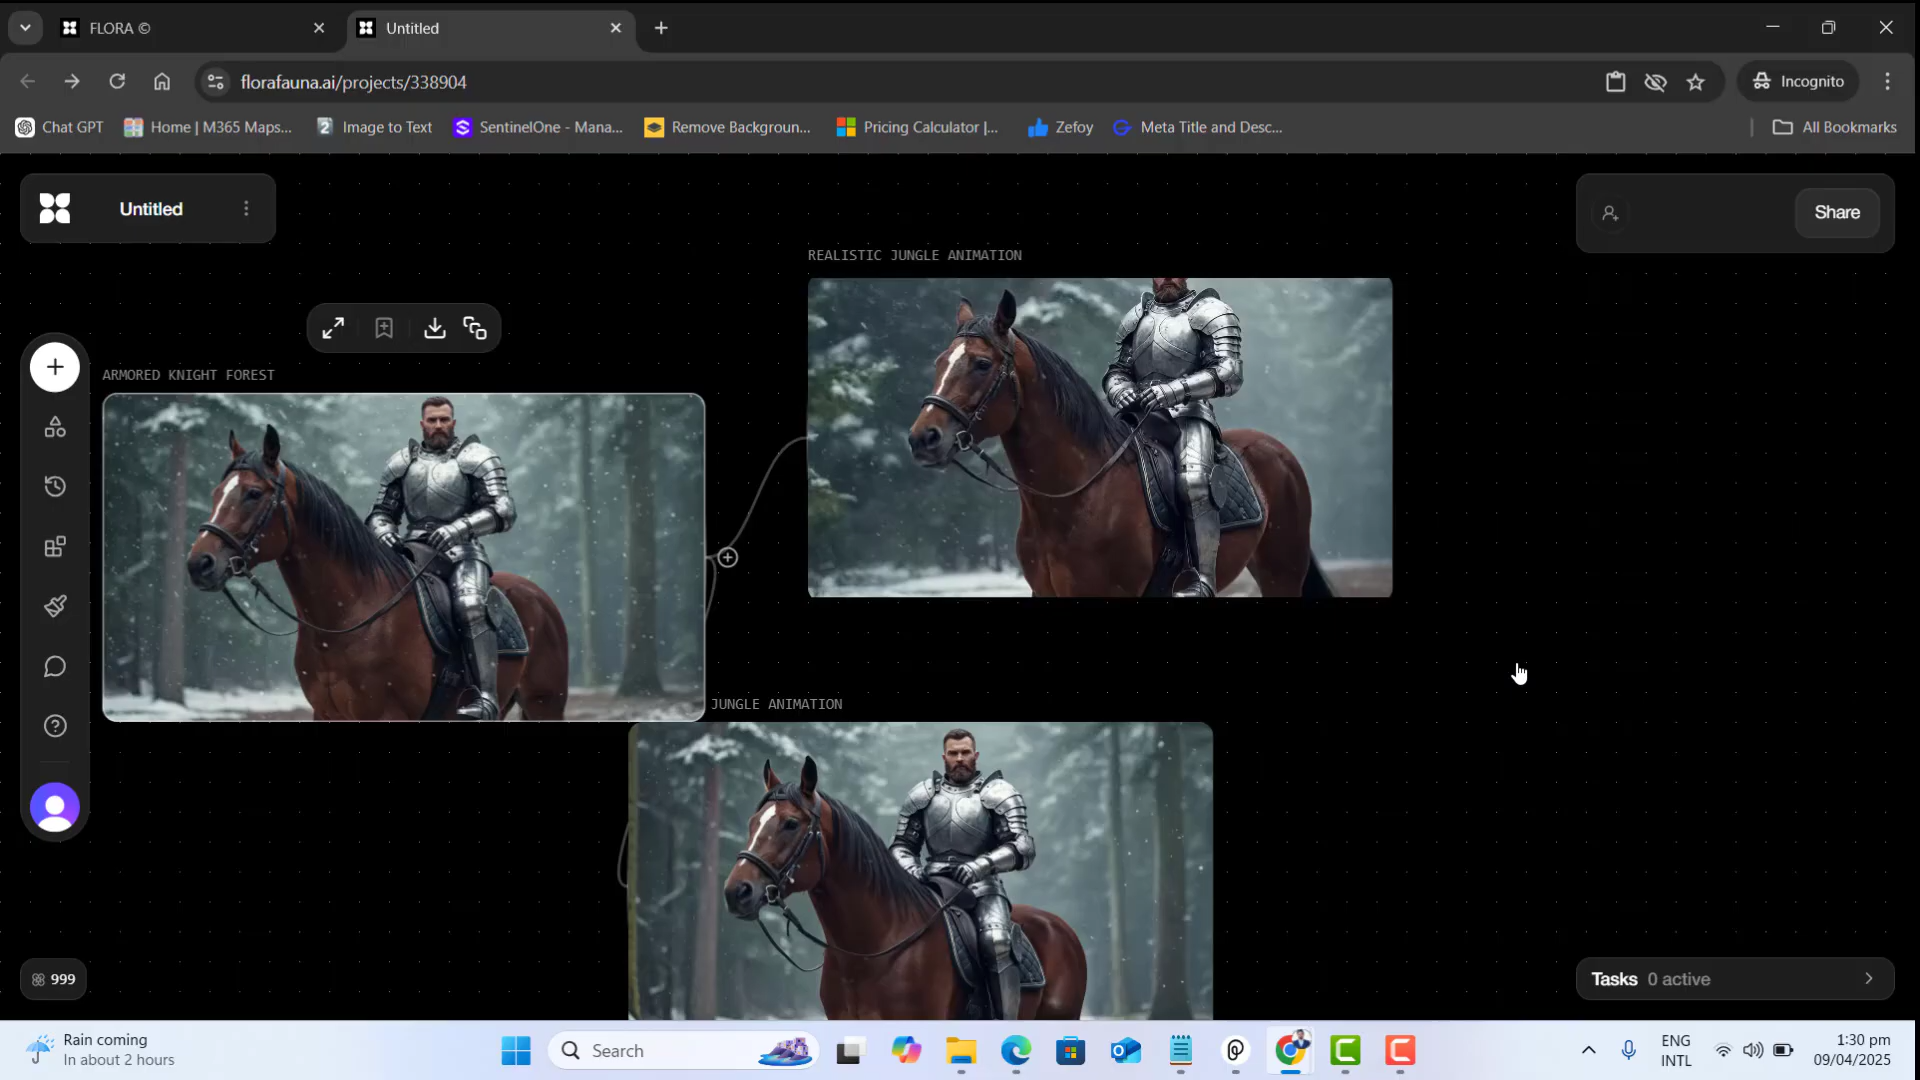 FLORA ©
Untitled
florafauna.ai/projects/338904
Incognito
Chat GPT
Home | M365 Maps...
Image to Text
SentinelOne - Mana...
Remove Backgroun...
Pricing Calculator |...
Zefoy
Meta Title and Desc...
All Bookmarks
Untitled
Share
REALISTIC JUNGLE ANIMATION
ARMORED KNIGHT FOREST
JUNGLE ANIMATION
999
Tasks 0 active
Rain coming
In about 2 hours
Search
ENG
INTL
1:30 pm
09/04/2025